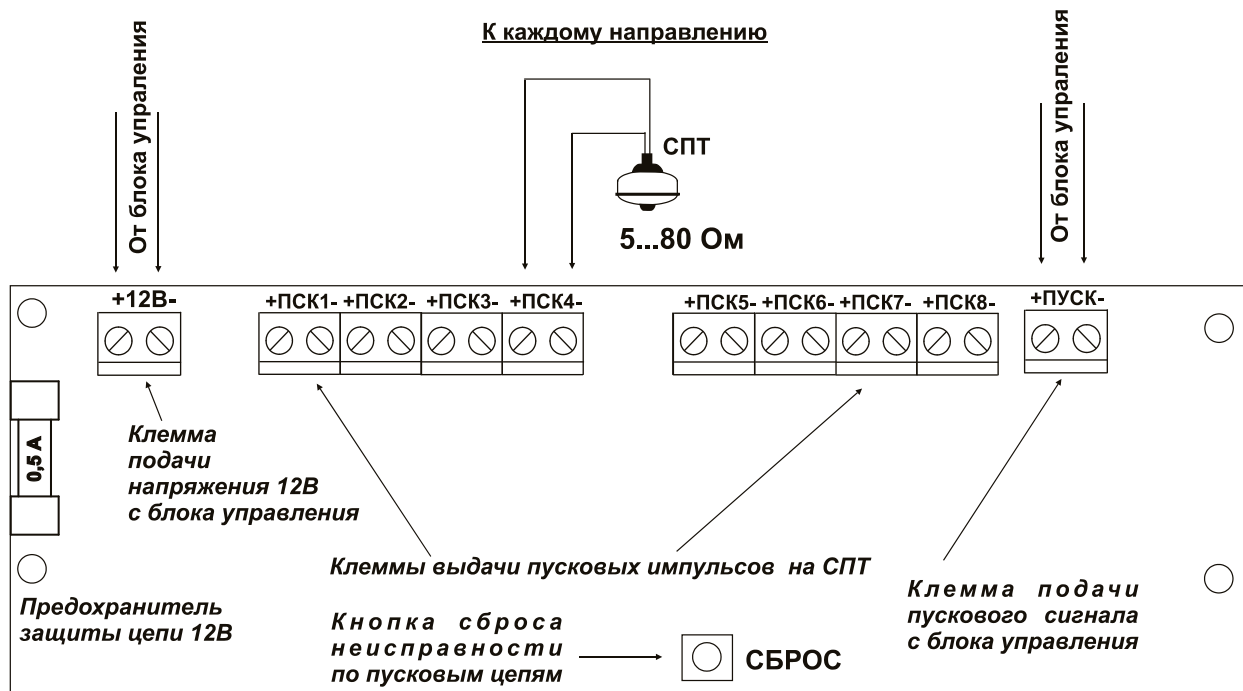 К каждому направлению
От блока упраления
От блока упраления
СПТ
5...80 Ом
+12В-
+ПСК1-
+ПСК2-
+ПСК3-
+ПСК4-
+ПСК5-
+ПСК6-
+ПСК7-
+ПСК8-
+ПУСК-
0,5 А
Клемма
подачи
напряжения 12В
с блока управления
Клеммы выдачи пусковых импульсов на СПТ
Клемма подачи
пускового сигнала
с блока управления
Предохранитель
защиты цепи 12В
Кнопка сброса
неисправности
по пусковым цепям
СБРОС